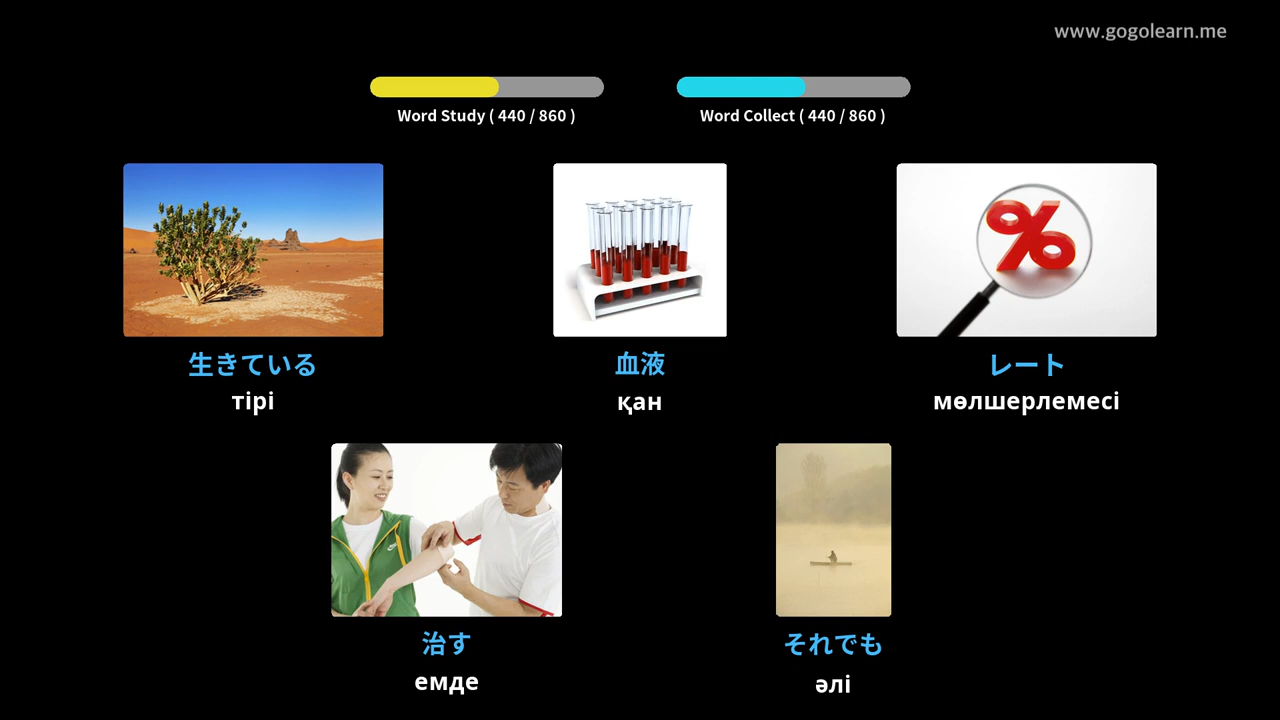 www.gogolearn.me
Word Study ( 440 / 860 )
Word Collect ( 440 / 860 )
%
生きている
тірі
血液
қан
レート
мөлшерлемесі
治す
емде
それでも
әлі